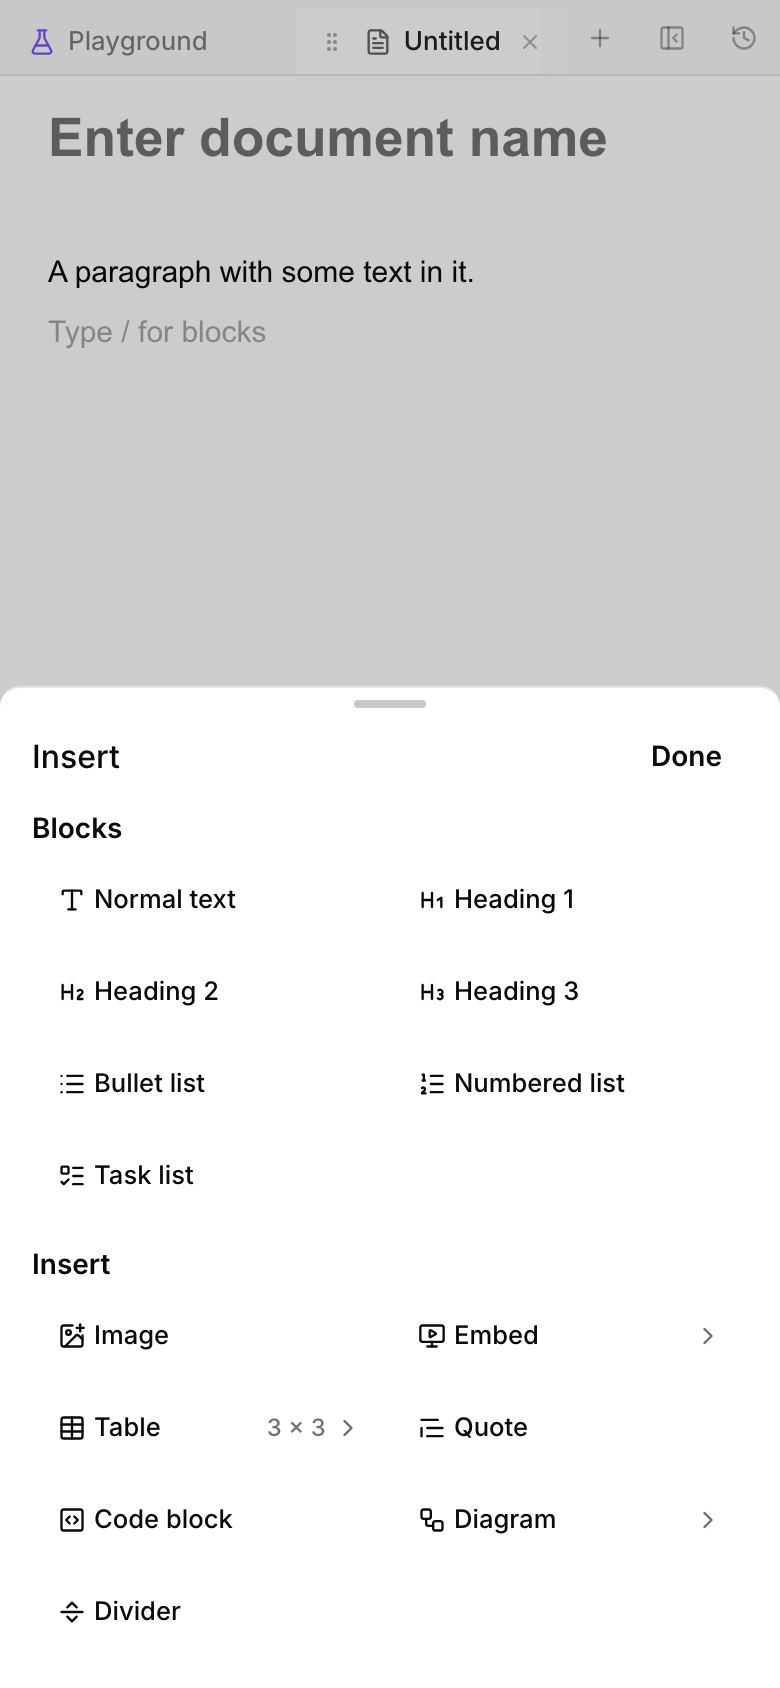 Playground
Untitled
Enter document name
A paragraph with some text in it.
Type / for blocks
Insert
Done
Blocks
Normal text
Heading 1
Heading 2
Heading 3
Bullet list
Numbered list
Task list
Insert
Image
Embed
Table 3 × 3
Quote
Code block
Diagram
Divider